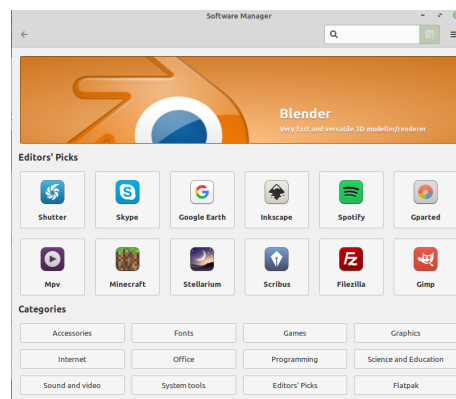 Software Manager
Blender
Very fast and versatile 3D modeller/renderer
Editors' Picks
Shutter Skype Google Earth Inkscape Spotify Gparted
Mpv Minecraft Stellarium Scribus Filezilla Gimp
Categories
Accessories Fonts Games Graphics
Internet Office Programming Science and Education
Sound and video System tools Editors' Picks Flatpak